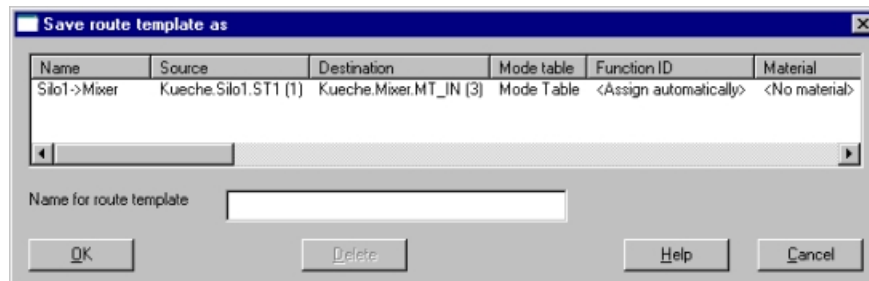 Save route template as
Name Source Destination Mode table Function ID Material
Silo1->Mixer Kueche.Silo1.ST1 (1) Kueche.Mixer.MT_IN (3) Mode Table <Assign automatically> <No material>
Name for route template
OK Delete Help Cancel